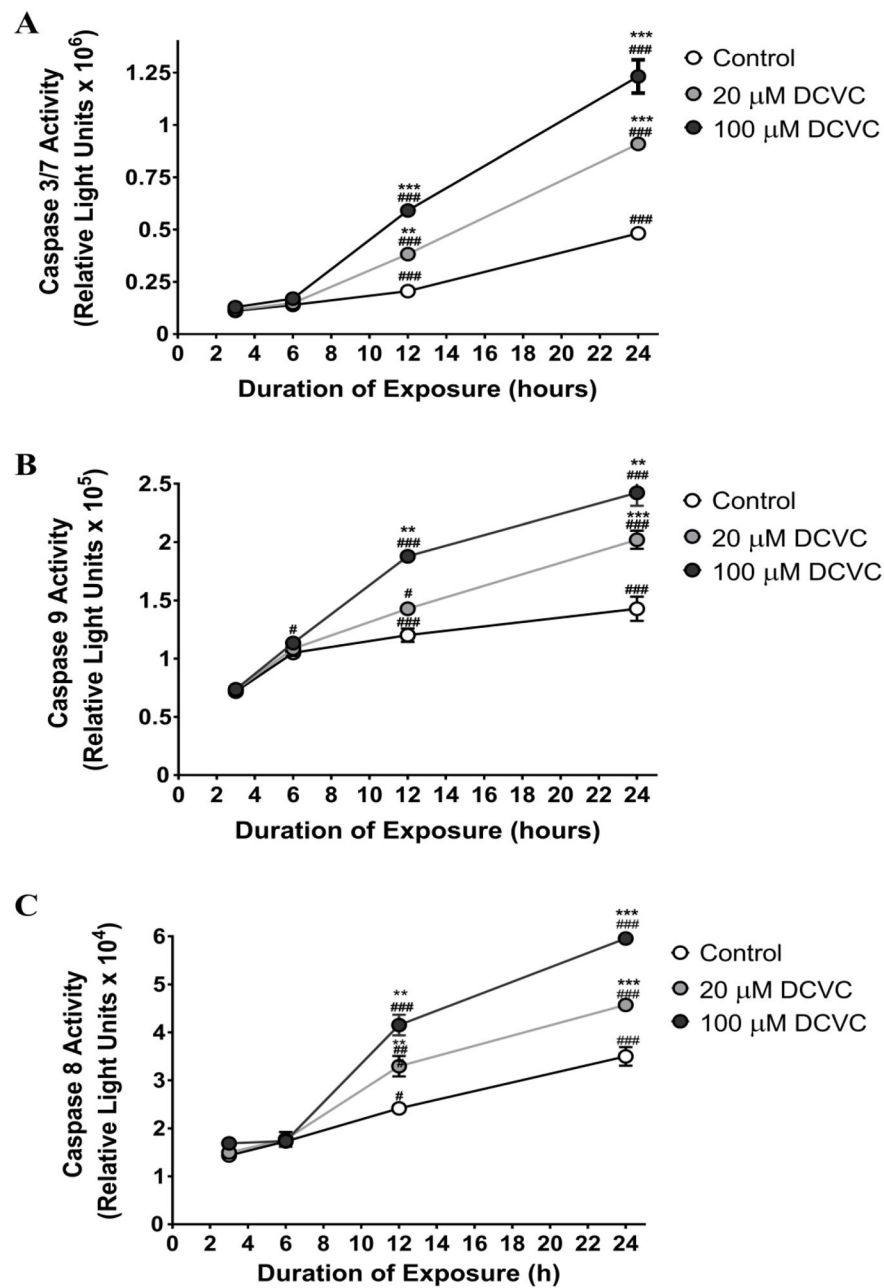 A
Caspase 3/7 Activity
(Relative Light Units x 10⁶)
1.25
1
0.75
0.5
0.25
0
***
###
***
###
***
###
**
###
###
###
0 2 4 6 8 10 12 14 16 18 20 22 24
Duration of Exposure (hours)
Control
20 µM DCVC
100 µM DCVC
B
Caspase 9 Activity
(Relative Light Units x 10⁵)
2.5
2
1.5
1
0.5
0
**
###
***
###
**
###
#
###
###
#
0 2 4 6 8 10 12 14 16 18 20 22 24
Duration of Exposure (hours)
Control
20 µM DCVC
100 µM DCVC
C
Caspase 8 Activity
(Relative Light Units x 10⁴)
6
5
4
3
2
1
0
***
###
***
###
**
###
**
##
#
###
#
0 2 4 6 8 10 12 14 16 18 20 22 24
Duration of Exposure (h)
Control
20 µM DCVC
100 µM DCVC